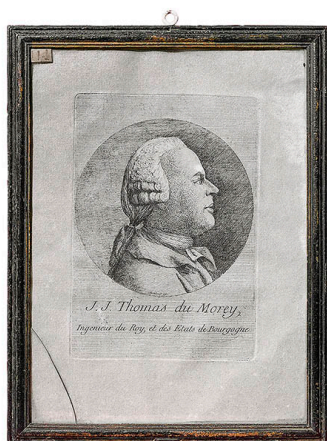 J. J. Thomas du Morey,
Ingenieur du Roy, et des Etats de Bourgogne